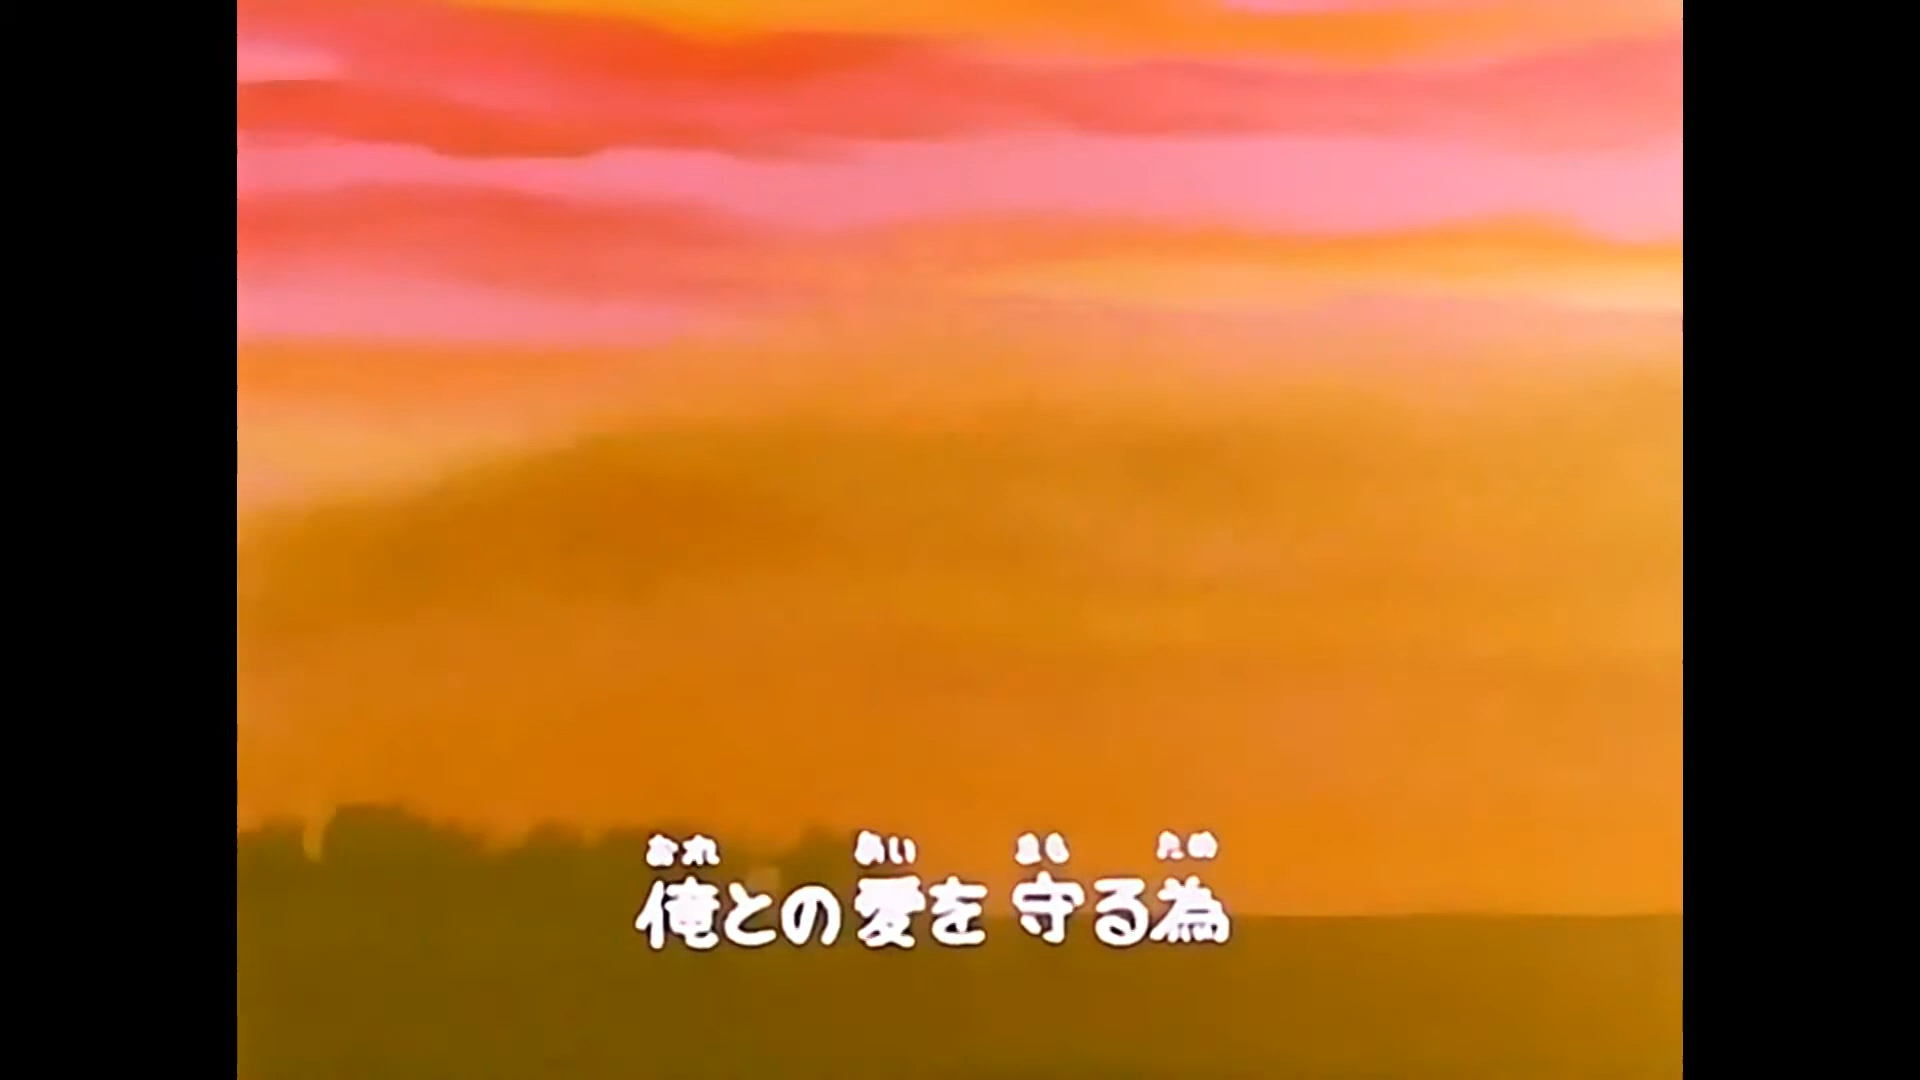 おれ あい まも ため
俺との愛を 守る為